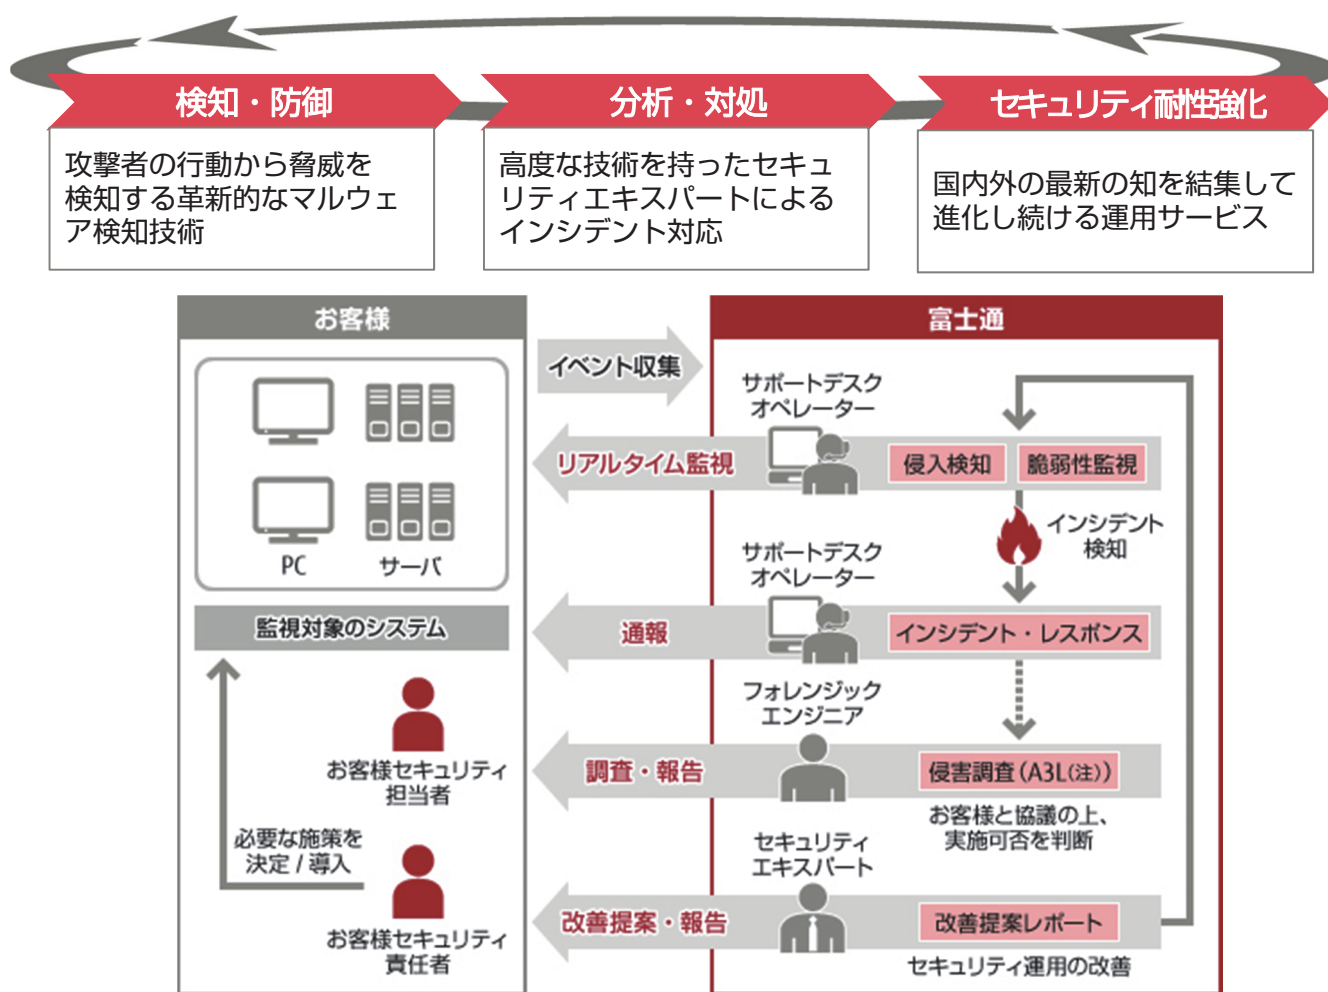 検知・防御
分析・対処
セキュリティ耐性強化
攻撃者の行動から脅威を
検知する革新的なマルウェ
ア検知技術
高度な技術を持ったセキュ
リティエキスパートによる
インシデント対応
国内外の最新の知を結集して
進化し続ける運用サービス
お客様
富士通
イベント収集
サポートデスク
オペレーター
リアルタイム監視
侵入検知
脆弱性監視
インシデント
検知
PC
サーバ
サポートデスク
オペレーター
監視対象のシステム
通報
インシデント・レスポンス
フォレンジック
エンジニア
お客様セキュリティ
担当者
調査・報告
侵害調査(A3L(注))
お客様と協議の上、
実施可否を判断
必要な施策を
決定 / 導入
セキュリティ
エキスパート
お客様セキュリティ
責任者
改善提案・報告
改善提案レポート
セキュリティ運用の改善